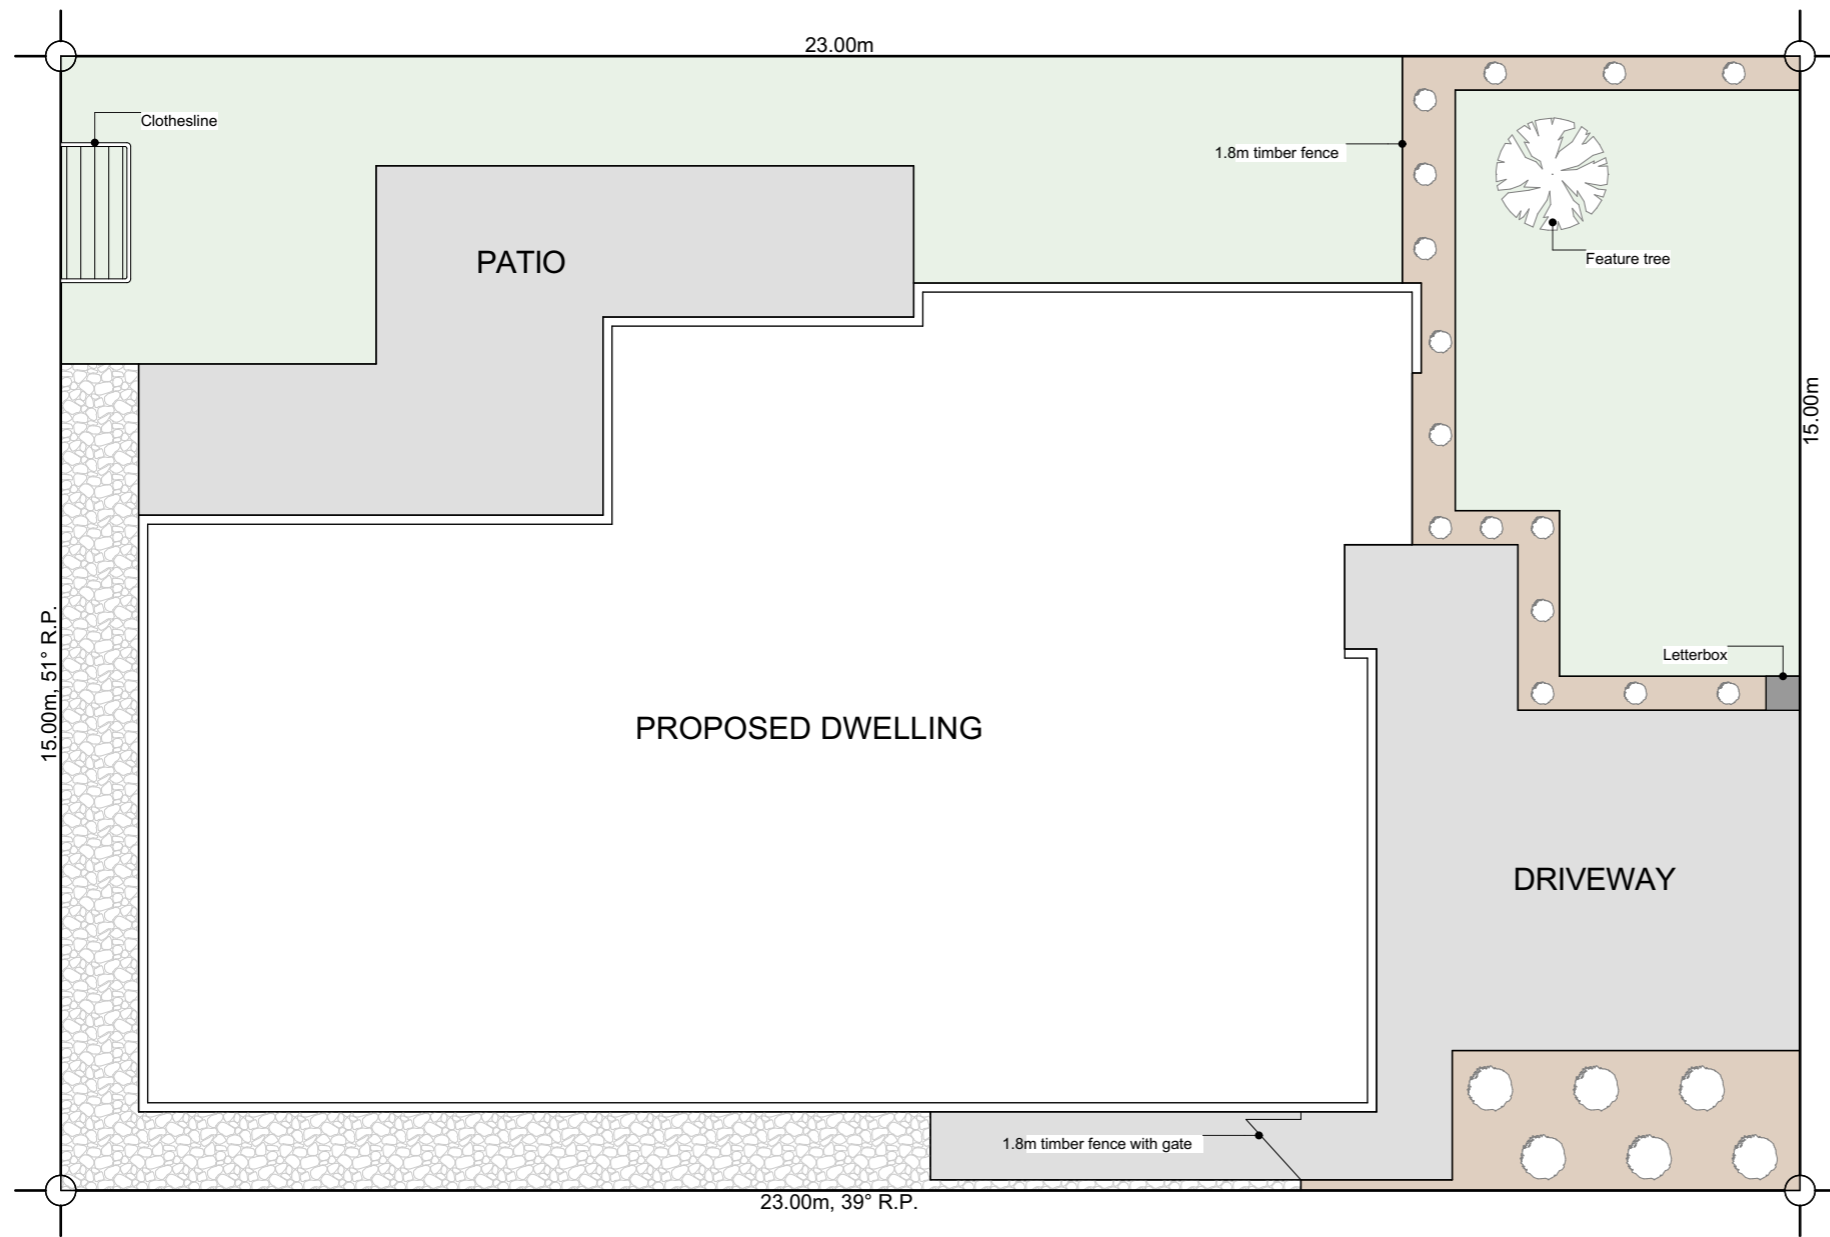 23.00m
Clothesline
1.8m timber fence
PATIO
Feature tree
15.00m
15.00m, 51° R.P.
Letterbox
PROPOSED DWELLING
DRIVEWAY
1.8m timber fence with gate
23.00m, 39° R.P.